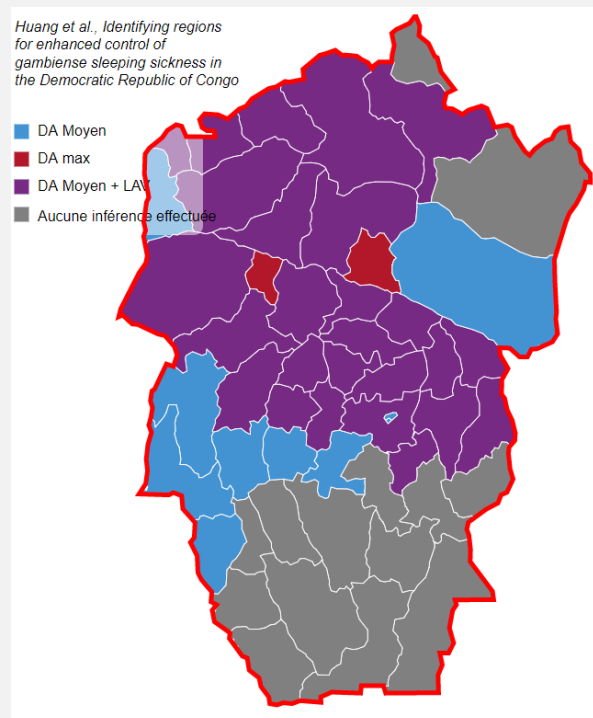 Huang et al., Identifying regions
for enhanced control of
gambiense sleeping sickness in
the Democratic Republic of Congo
DA Moyen
DA max
DA Moyen + LAV
Aucune inférence effectuée